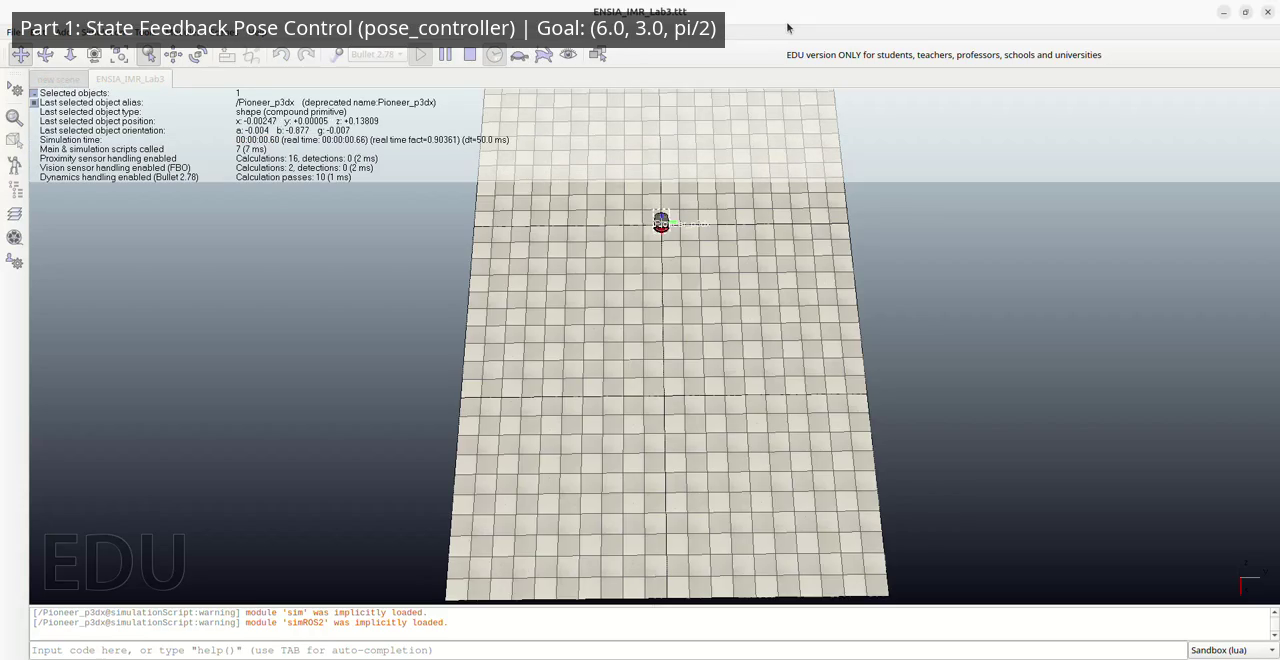 ENSIA_IMR_Lab3.ttt
Part 1: State Feedback Pose Control (pose_controller) | Goal: (6.0, 3.0, pi/2)
Bullet 2.78
EDU version ONLY for students, teachers, professors, schools and universities
new scene
ENSIA_IMR_Lab3
Selected objects: 1
Last selected object alias: /Pioneer_p3dx (deprecated name:Pioneer_p3dx)
Last selected object type: shape (compound primitive)
Last selected object position: x: -0.00247 y: +0.00005 z: +0.13809
Last selected object orientation: a: -0.004 b: -0.877 g: -0.007
Simulation time: 00:00:00.60 (real time: 00:00:00.66) (real time fact=0.90361) (dt=50.0 ms)
Main & simulation scripts called 7 (7 ms)
Proximity sensor handling enabled Calculations: 16, detections: 0 (2 ms)
Vision sensor handling enabled (FBO) Calculations: 2, detections: 0 (2 ms)
Dynamics handling enabled (Bullet 2.78) Calculation passes: 10 (1 ms)
EDU
[/Pioneer_p3dx@simulationScript:warning] module 'sim' was implicitly loaded.
[/Pioneer_p3dx@simulationScript:warning] module 'simROS2' was implicitly loaded.
Input code here, or type "help()" (use TAB for auto-completion)
Sandbox (lua)